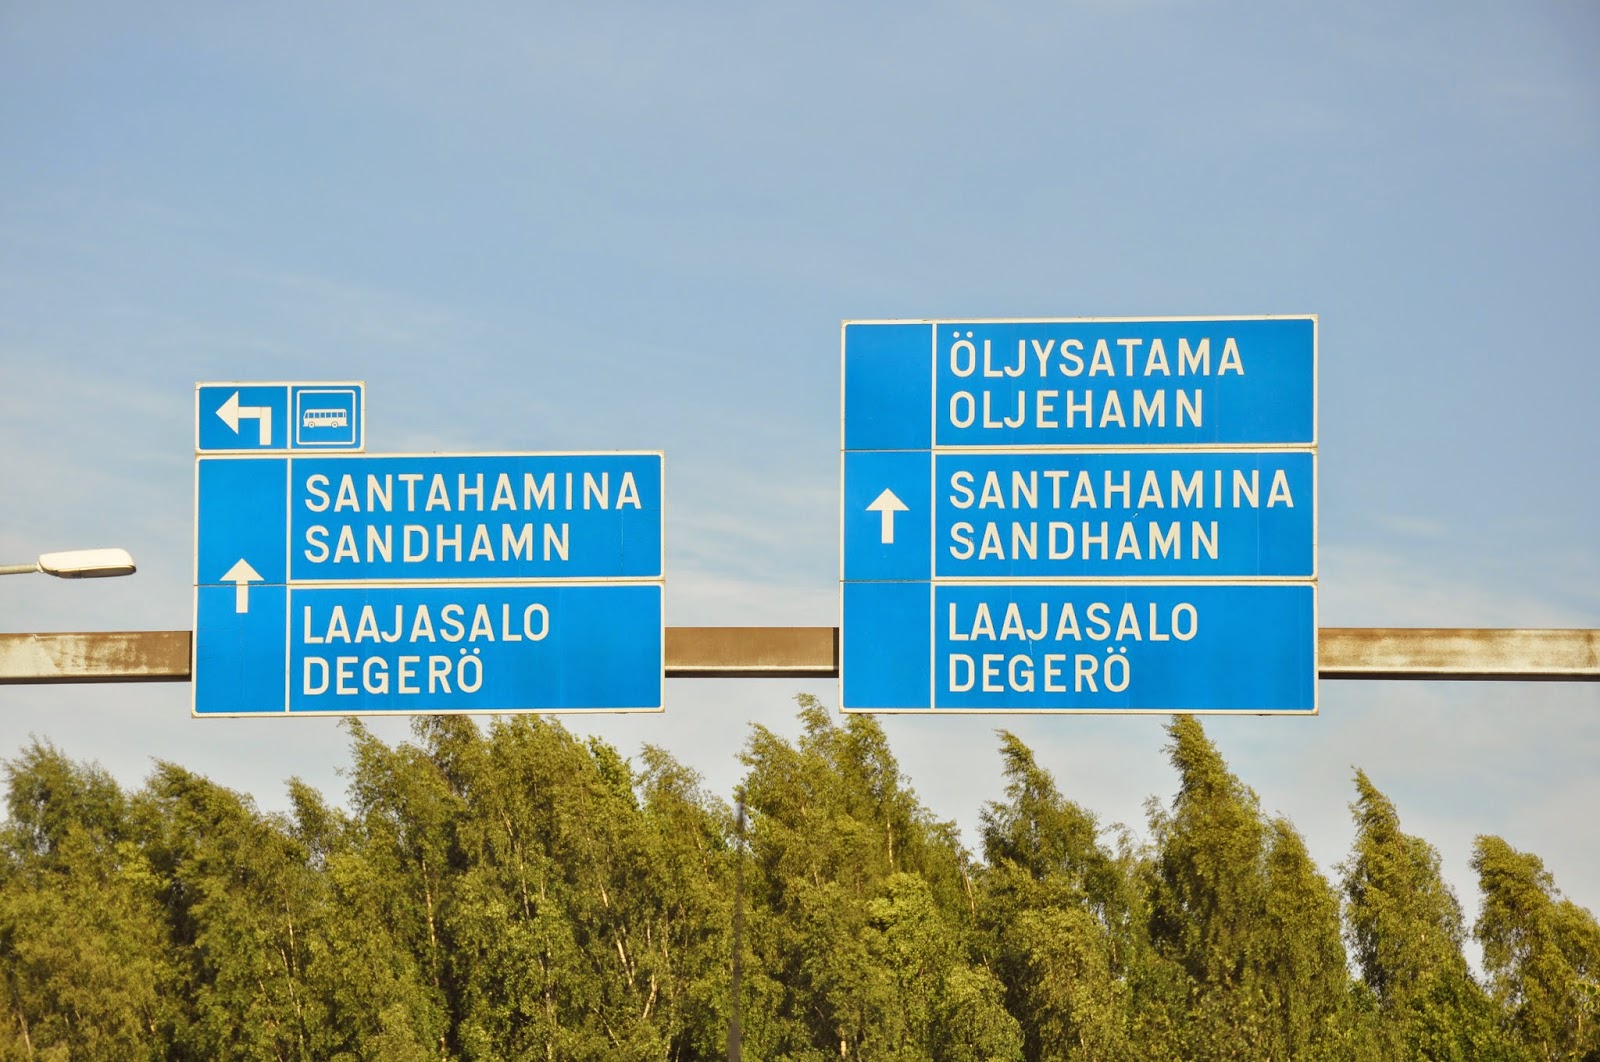 SANTAHAMINA
SANDHAMN
LAAJASALO
DEGERÖ
ÖLJYSATAMA
OLJEHAMN
SANTAHAMINA
SANDHAMN
LAAJASALO
DEGERÖ